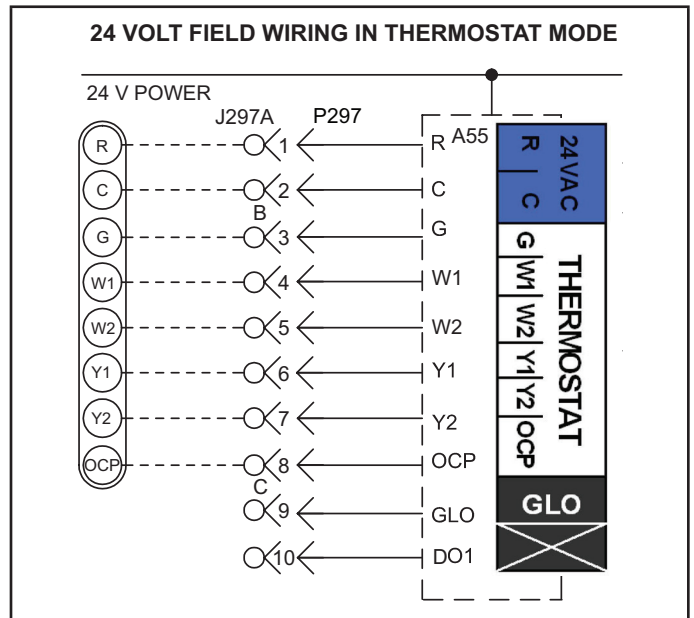 24 VOLT FIELD WIRING IN THERMOSTAT MODE
24 V POWER
J297A P297
R 1 R A55
C 2 C
B
G 3 G
W1 4 W1
W2 5 W2
Y1 6 Y1
Y2 7 Y2
OCP 8 OCP
C
9 GLO
10 DO1
24 VAC
R C
THERMOSTAT
G W1 W2 Y1 Y2 OCP
GLO